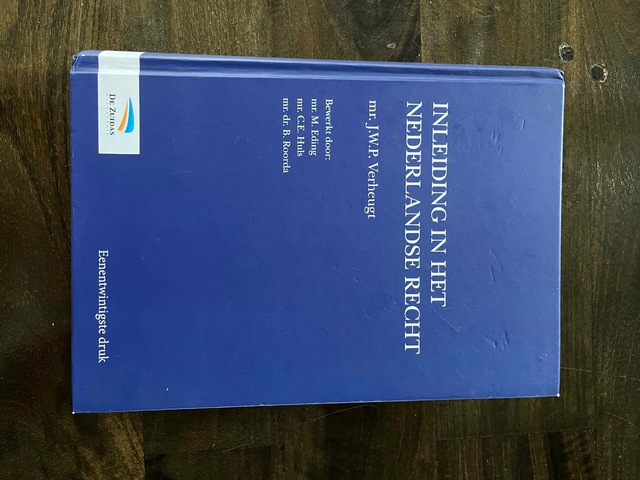 INLEIDING IN HET
NEDERLANDSE RECHT
mr. J.W.P. Verheugt
Bewerkt door:
mr. M. Eding
mr. C.E. Huls
mr. dr. B. Roorda
DE ZUIDAS
Eenentwintigste druk